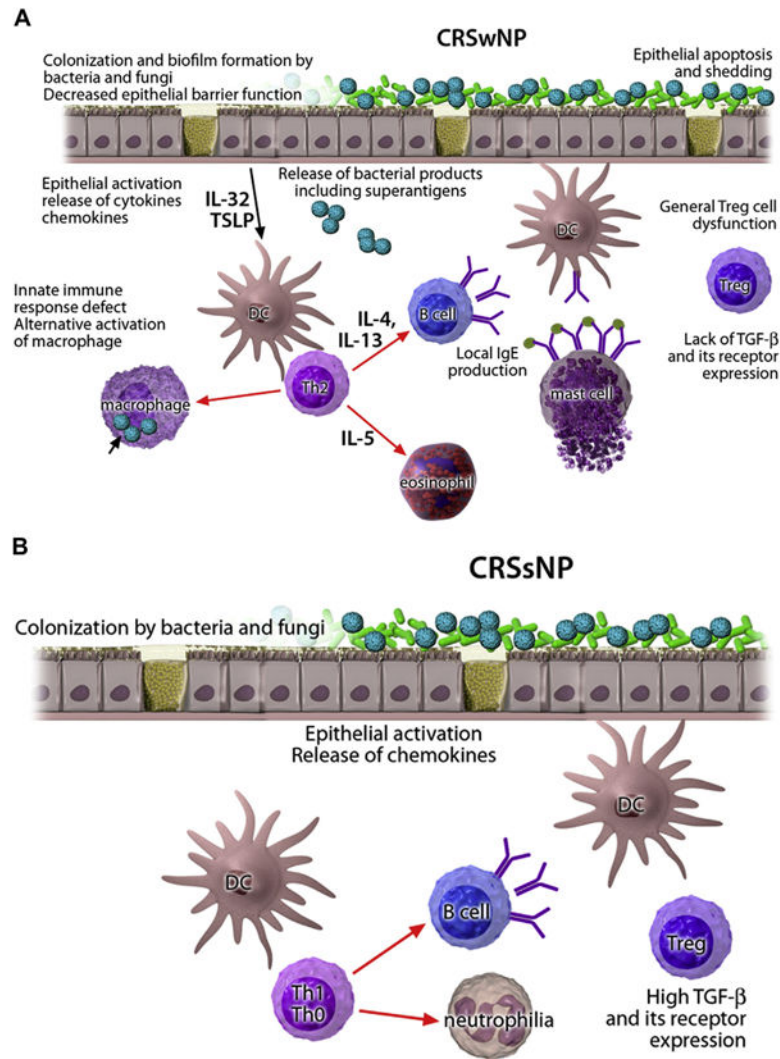 A
CRSwNP
Colonization and biofilm formation by
bacteria and fungi
Decreased epithelial barrier function
Epithelial apoptosis
and shedding
Epithelial activation
release of cytokines
chemokines
IL-32
TSLP
Release of bacterial products
including superantigens
DC
General Treg cell
dysfunction
Treg
Lack of TGF-β
and its receptor
expression
Innate immune
response defect
Alternative activation
of macrophage
DC
IL-4,
IL-13
B cell
Local IgE
production
mast cell
macrophage
Th2
IL-5
eosinophil
B
CRSsNP
Colonization by bacteria and fungi
Epithelial activation
Release of chemokines
DC
DC
B cell
Treg
Th1
Th0
neutrophilia
High TGF-β
and its receptor
expression